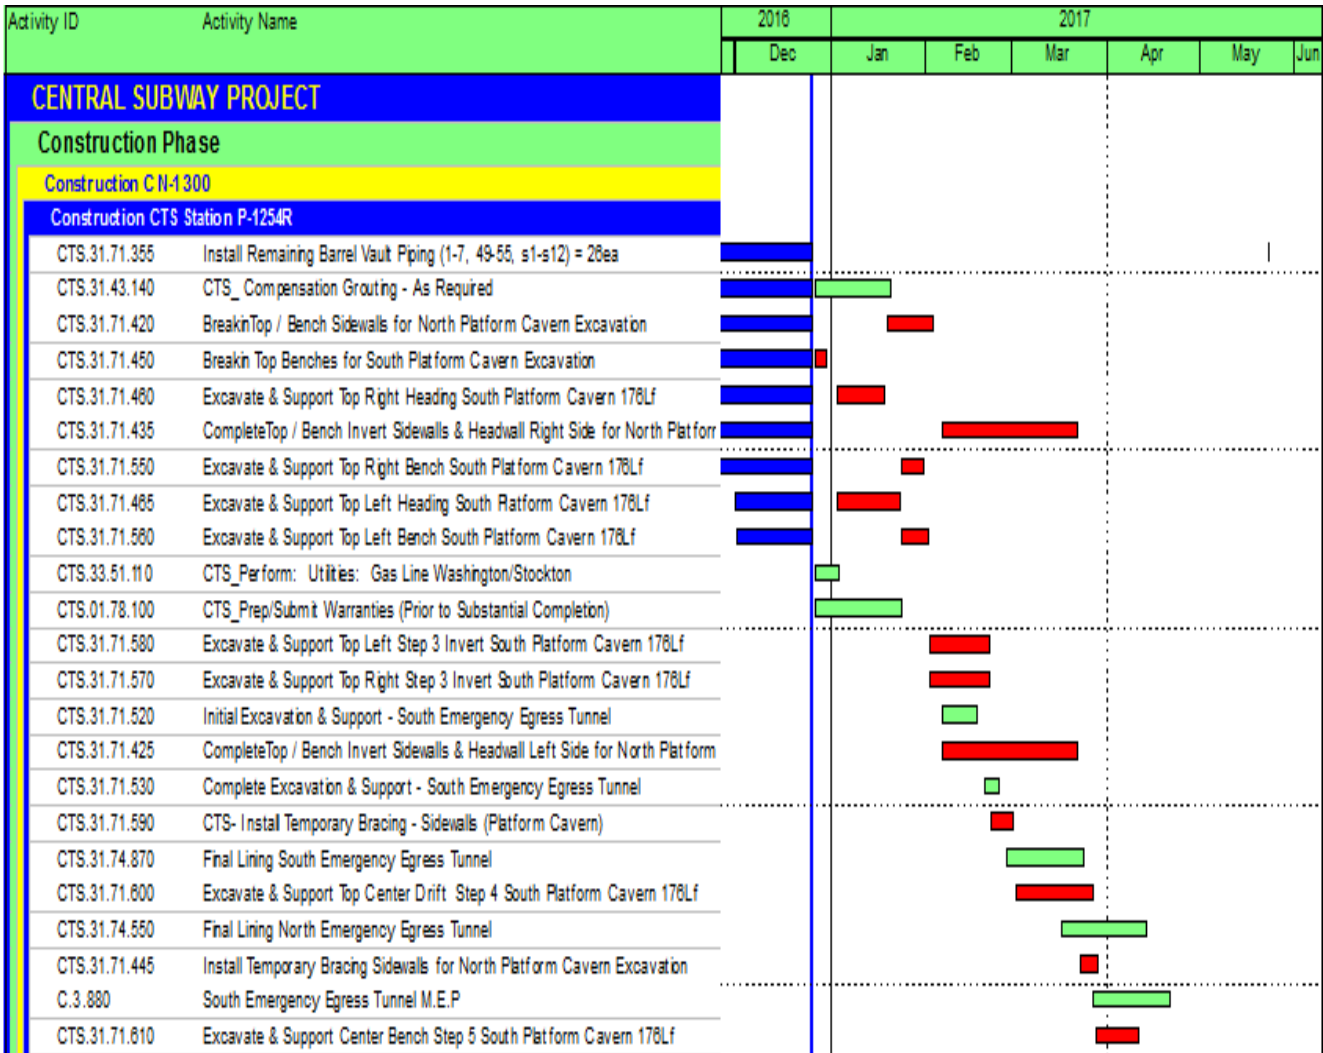 Activity ID Activity Name 2016 2017
Dec Jan Feb Mar Apr May Jun
CENTRAL SUBWAY PROJECT
Construction Phase
Construction CN-1300
Construction CTS Station P-1254R
CTS.31.71.355 Install Remaining Barrel Vault Piping (1-7, 49-55, s1-s12) = 26ea
CTS.31.43.140 CTS_ Compensation Grouting - As Required
CTS.31.71.420 BreakinTop / Bench Sidewalls for North Platform Cavern Excavation
CTS.31.71.450 Breakin Top Benches for South Platform Cavern Excavation
CTS.31.71.460 Excavate & Support Top Right Heading South Platform Cavern 176Lf
CTS.31.71.435 CompleteTop / Bench Invert Sidewalls & Headwall Right Side for North Platforr
CTS.31.71.550 Excavate & Support Top Right Bench South Platform Cavern 176Lf
CTS.31.71.465 Excavate & Support Top Left Heading South Ratform Cavern 176Lf
CTS.31.71.560 Excavate & Support Top Left Bench South Platform Cavern 176Lf
CTS.33.51.110 CTS_Perform: Utilities: Gas Line Washington/Stockton
CTS.01.78.100 CTS_Prep/Submit Warranties (Prior to Substantial Completion)
CTS.31.71.580 Excavate & Support Top Left Step 3 Invert South Platform Cavern 176Lf
CTS.31.71.570 Excavate & Support Top Right Step 3 Invert South Platform Cavern 176Lf
CTS.31.71.520 Initial Excavation & Support - South Emergency Egress Tunnel
CTS.31.71.425 CompleteTop / Bench Invert Sidewalls & Headwall Left Side for North Platform
CTS.31.71.530 Complete Excavation & Support - South Emergency Egress Tunnel
CTS.31.71.590 CTS- Install Temporary Bracing - Sidewalls (Platform Cavern)
CTS.31.74.870 Final Lining South Emergency Egress Tunnel
CTS.31.71.600 Excavate & Support Top Center Drift Step 4 South Platform Cavern 176Lf
CTS.31.74.550 Final Lining North Emergency Egress Tunnel
CTS.31.71.445 Install Temporary Bracing Sidewalls for North Platform Cavern Excavation
C.3.880 South Emergency Egress Tunnel M.E.P
CTS.31.71.610 Excavate & Support Center Bench Step 5 South Platform Cavern 176Lf